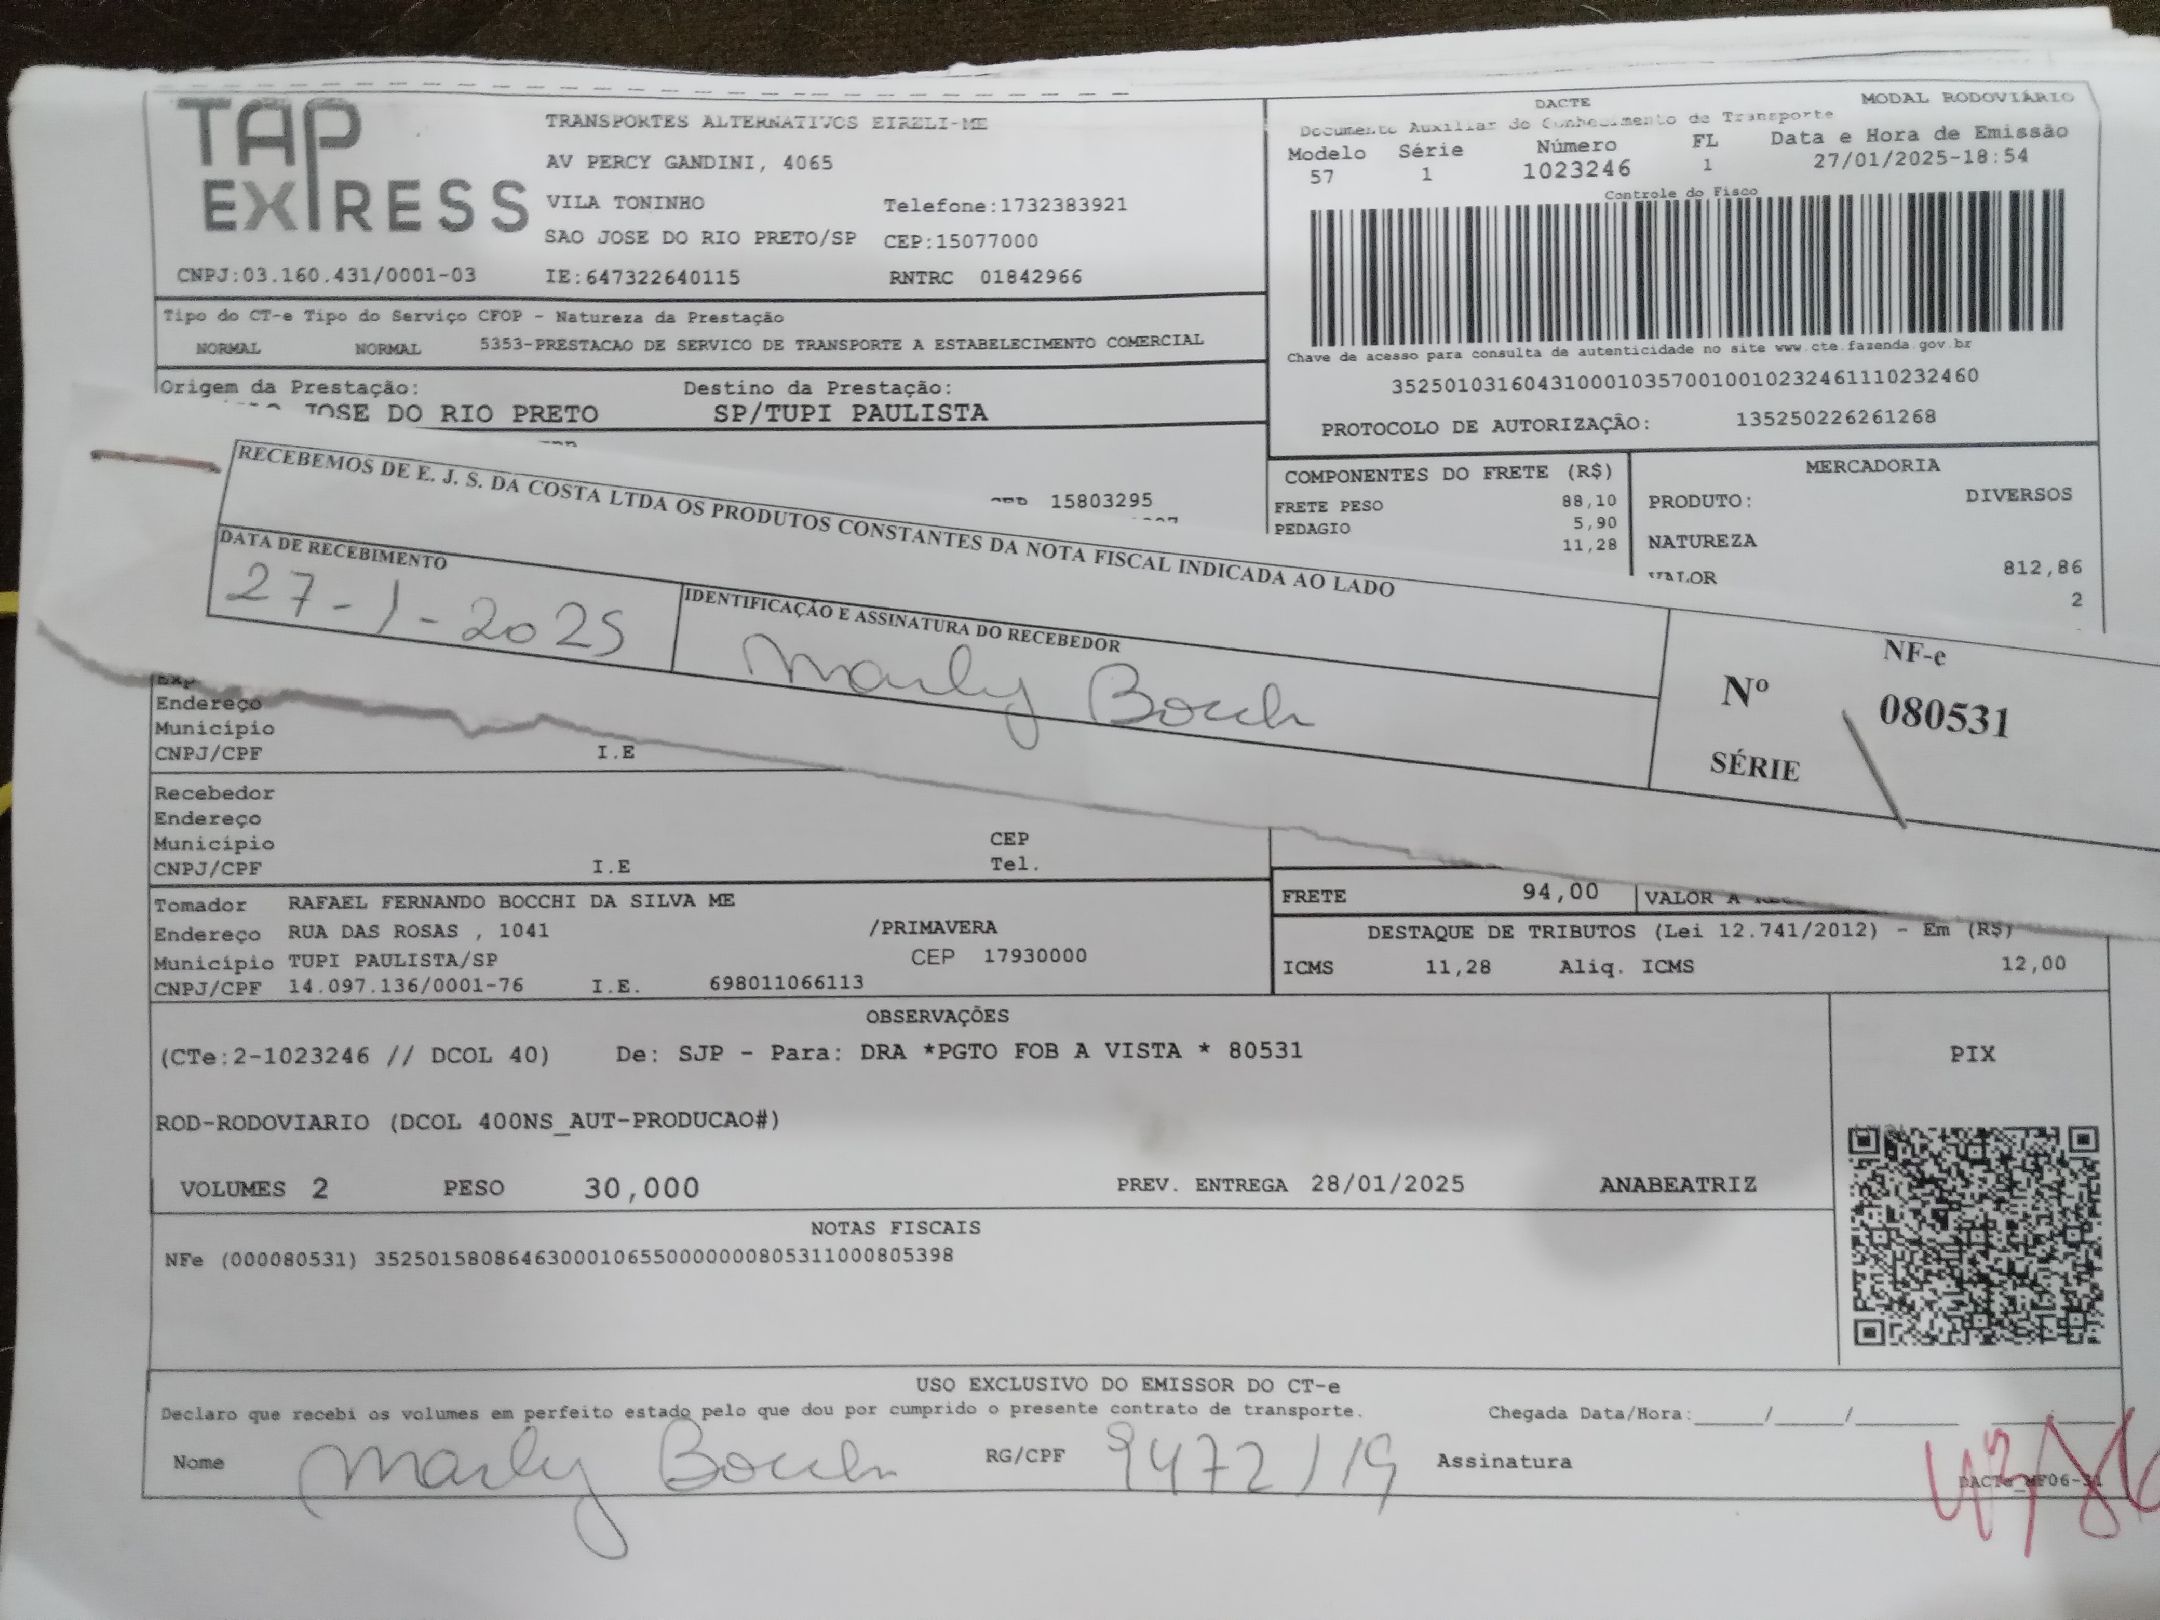 TAP
EXPRESS
TRANSPORTES ALTERNATIVOS EIRELI-ME
AV PERCY GANDINI, 4065
VILA TONINHO Telefone:1732383921
SAO JOSE DO RIO PRETO/SP CEP:15077000
CNPJ:03.160.431/0001-03 IE:647322640115 RNTRC 01842966
DACTE MODAL RODOVIÁRIO
Documento Auxiliar do Conhecimento de Transporte
Modelo Série Número FL Data e Hora de Emissão
57 1 1023246 1 27/01/2025-18:54
Controle do Fisco
Chave de acesso para consulta de autenticidade no site www.cte.fazenda.gov.br
35250103160431000103570010010232461110232460
PROTOCOLO DE AUTORIZAÇÃO: 135250226261268
Tipo do CT-e Tipo do Serviço CFOP - Natureza da Prestação
NORMAL NORMAL 5353-PRESTACAO DE SERVICO DE TRANSPORTE A ESTABELECIMENTO COMERCIAL
Origem da Prestação: Destino da Prestação:
JOSE DO RIO PRETO SP/TUPI PAULISTA
15803295
COMPONENTES DO FRETE (R$) MERCADORIA
FRETE PESO 88,10 PRODUTO: DIVERSOS
PEDAGIO 5,90
11,28 NATUREZA
VALOR 812,86
2
RECEBEMOS DE E. J. S. DA COSTA LTDA OS PRODUTOS CONSTANTES DA NOTA FISCAL INDICADA AO LADO
DATA DE RECEBIMENTO IDENTIFICAÇÃO E ASSINATURA DO RECEBEDOR
27-1-2025 Marly Bocchi
NF-e
Nº 080531
SÉRIE
Endereço
Município
CNPJ/CPF I.E
Recebedor
Endereço
Município CEP
CNPJ/CPF I.E Tel.
Tomador RAFAEL FERNANDO BOCCHI DA SILVA ME
Endereço RUA DAS ROSAS , 1041 /PRIMAVERA
Município TUPI PAULISTA/SP CEP 17930000
CNPJ/CPF 14.097.136/0001-76 I.E. 698011066113
FRETE 94,00 VALOR A
DESTAQUE DE TRIBUTOS (Lei 12.741/2012) - Em (R$)
ICMS 11,28 Aliq. ICMS 12,00
OBSERVAÇÕES
(CTe:2-1023246 // DCOL 40) De: SJP - Para: DRA *PGTO FOB A VISTA * 80531
PIX
ROD-RODOVIARIO (DCOL 400NS_AUT-PRODUCAO#)
VOLUMES 2 PESO 30,000 PREV. ENTREGA 28/01/2025 ANABEATRIZ
NOTAS FISCAIS
NFe (000080531) 35250158086463000106550000000805311000805398
USO EXCLUSIVO DO EMISSOR DO CT-e
Declaro que recebi os volumes em perfeito estado pelo que dou por cumprido o presente contrato de transporte. Chegada Data/Hora:_____/_____/_______
Nome Marly Bocchi RG/CPF 9472119 Assinatura